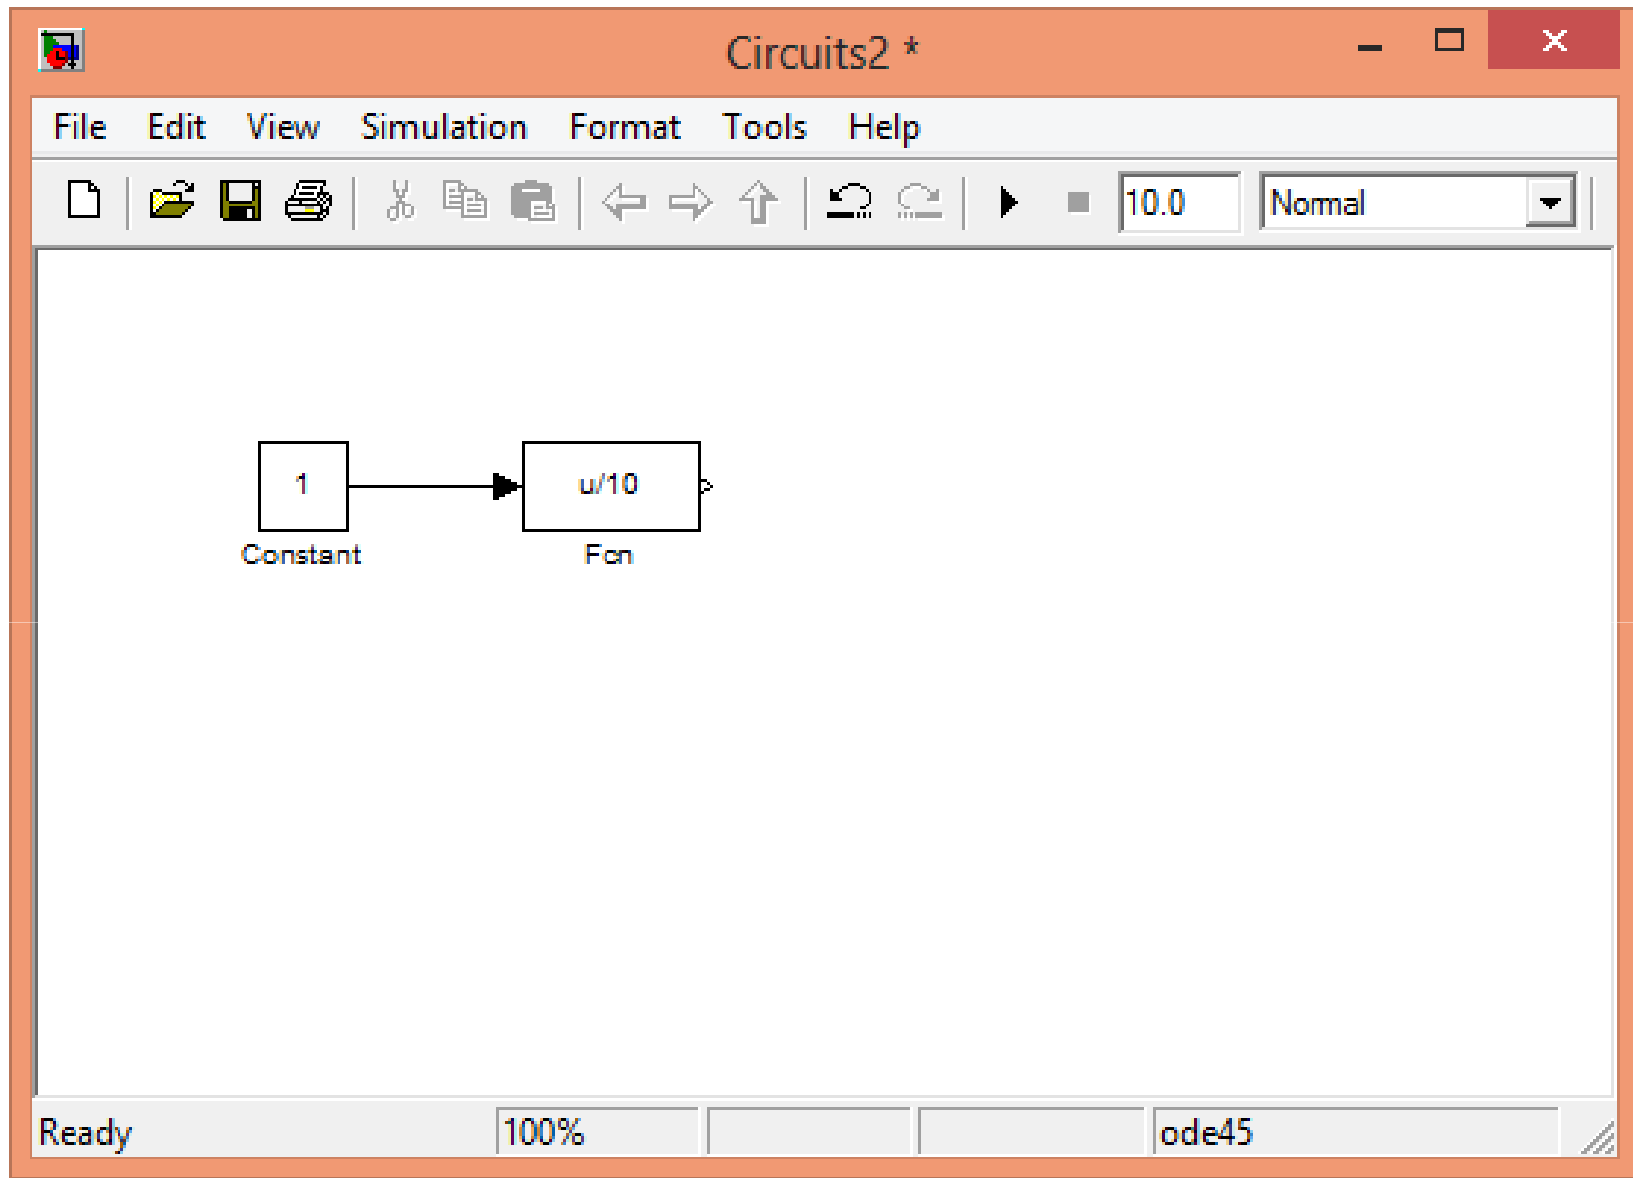 Circuits2 *
File Edit View Simulation Format Tools Help
10.0 Normal
1 u/10
Constant Fcn
Ready 100% ode45